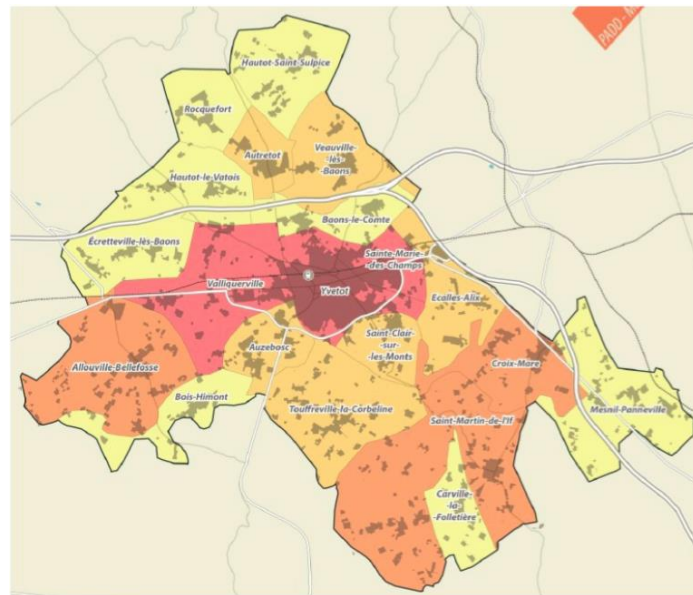 PADD - M
Hautot-Saint-Sulpice
Rocquefort
Autretot
Veauville-
-lès-
Baons
Hautot-le-Vatois
Baons-le-Comte
Écretteville-lès-Baons
Sainte-Marie-
-des-Champs
Valliquerville
Yvetot
Ecalles-Alix
Saint-Clair-
-sur-
les-Monts
Auzebosc
Allouville-Bellefosse
Croix-Mare
Bois-Himont
Mesnil-Panneville
Touffreville-la-Corbeline
Saint-Martin-de-l'If
Carville-
-la-
-Folletière